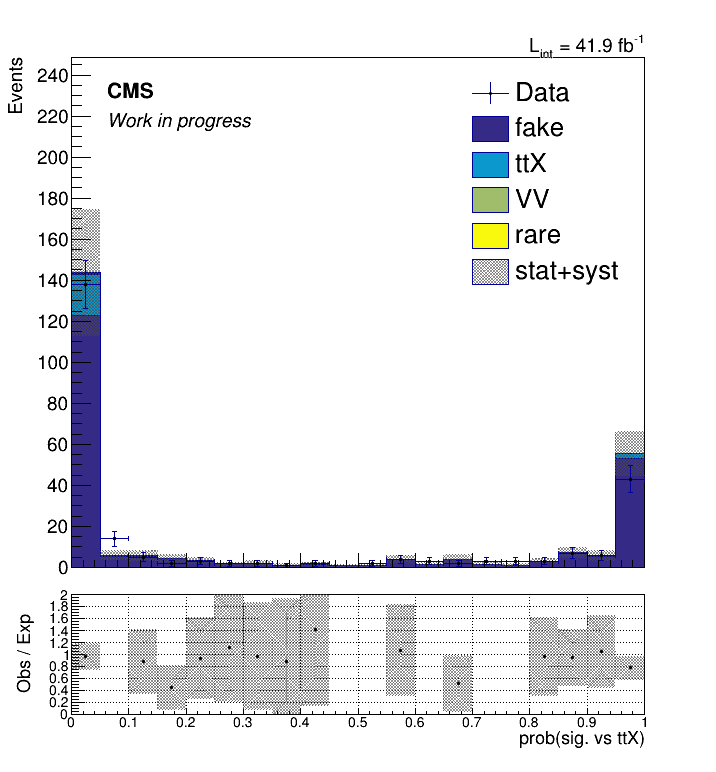 L_int = 41.9 fb^-1
Events
240
220
200
180
160
140
120
100
80
60
40
20
0
CMS
Work in progress
Data
fake
ttX
VV
rare
stat+syst
Obs / Exp
2
1.8
1.6
1.4
1.2
1
0.8
0.6
0.4
0.2
0
0 0.1 0.2 0.3 0.4 0.5 0.6 0.7 0.8 0.9 1
prob(sig. vs ttX)